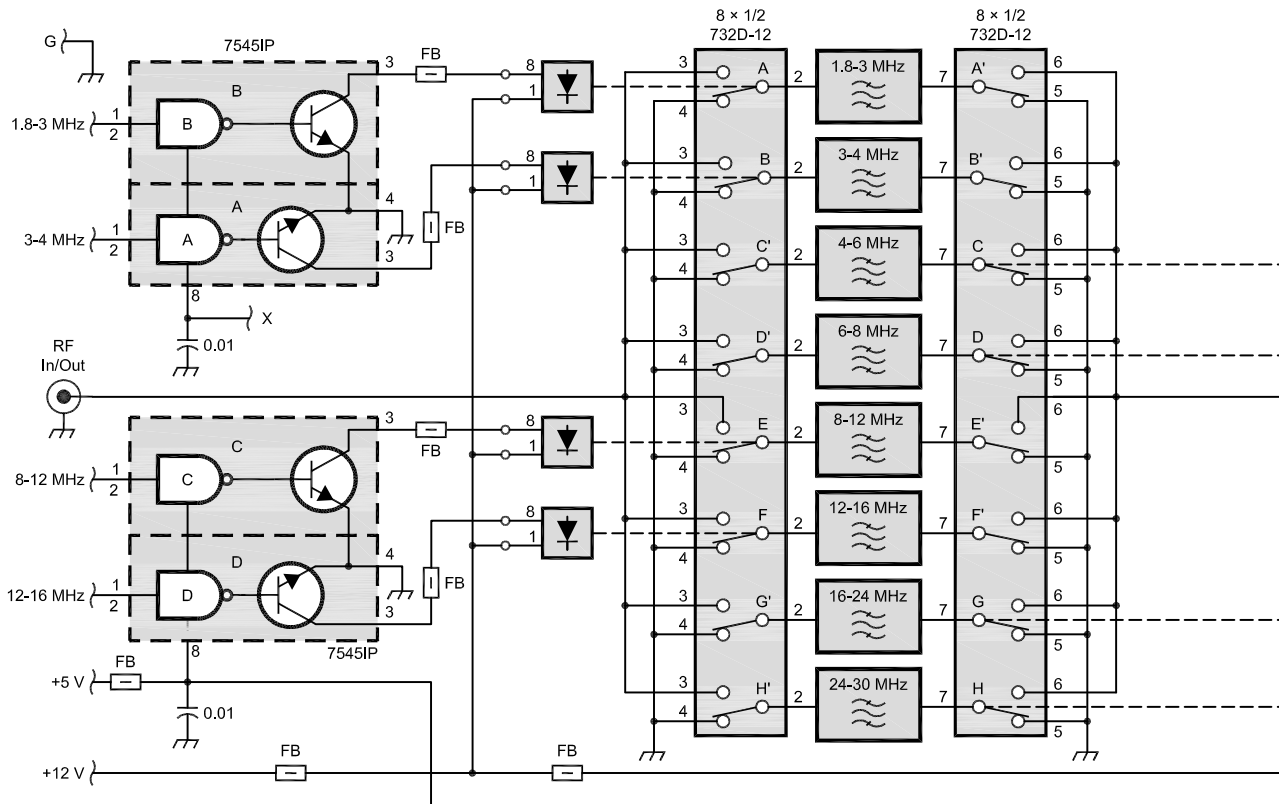 8 × 1/2
732D-12
8 × 1/2
732D-12
G
7545IP
3
FB
8
1
3
4
A
2
1.8-3 MHz
7
A'
6
5
B
1.8-3 MHz
1
2
B
8
1
3
4
B
2
3-4 MHz
7
B'
6
5
A
4
FB
3-4 MHz
1
2
A
3
3
4
C'
2
4-6 MHz
7
C
6
5
8
X
0.01
3
4
D'
2
6-8 MHz
7
D
6
5
RF
In/Out
3
FB
8
1
3
4
E
2
8-12 MHz
7
E'
6
5
C
8-12 MHz
1
2
C
8
1
3
4
F
2
12-16 MHz
7
F'
6
5
D
4
FB
12-16 MHz
1
2
D
3
3
4
G'
2
16-24 MHz
7
G
6
5
8
7545IP
FB
+5 V
0.01
3
4
H'
2
24-30 MHz
7
H
6
5
FB
FB
+12 V